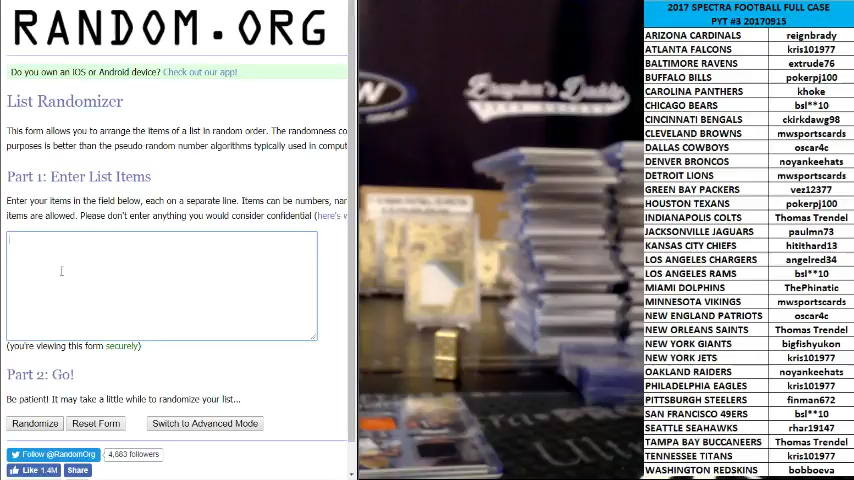 RANDOM.ORG
Do you own an iOS or Android device? Check out our app!
List Randomizer
This form allows you to arrange the items of a list in random order. The randomness co
purposes is better than the pseudo-random number algorithms typically used in comput
Part 1: Enter List Items
Enter your items in the field below, each on a separate line. Items can be numbers, nar
items are allowed. Please don't enter anything you would consider confidential (here's w
(you're viewing this form securely)
Part 2: Go!
Be patient! It may take a little while to randomize your list...
Randomize Reset Form Switch to Advanced Mode
Follow @RandomOrg 4,683 followers
Like 1.4M Share
Brayden's Daddy
2017 SPECTRA FOOTBALL FULL CASE
PYT #3 20170915
ARIZONA CARDINALS reignbrady
ATLANTA FALCONS kris101977
BALTIMORE RAVENS extrude76
BUFFALO BILLS pokerpj100
CAROLINA PANTHERS khoke
CHICAGO BEARS bsl**10
CINCINNATI BENGALS ckirkdawg98
CLEVELAND BROWNS mwsportscards
DALLAS COWBOYS oscar4c
DENVER BRONCOS noyankeehats
DETROIT LIONS mwsportscards
GREEN BAY PACKERS vez12377
HOUSTON TEXANS pokerpj100
INDIANAPOLIS COLTS Thomas Trendel
JACKSONVILLE JAGUARS paulmn73
KANSAS CITY CHIEFS hitithard13
LOS ANGELES CHARGERS angelred34
LOS ANGELES RAMS bsl**10
MIAMI DOLPHINS ThePhinatic
MINNESOTA VIKINGS mwsportscards
NEW ENGLAND PATRIOTS oscar4c
NEW ORLEANS SAINTS Thomas Trendel
NEW YORK GIANTS bigfishyukon
NEW YORK JETS kris101977
OAKLAND RAIDERS noyankeehats
PHILADELPHIA EAGLES kris101977
PITTSBURGH STEELERS finman672
SAN FRANCISCO 49ERS bsl**10
SEATTLE SEAHAWKS rhar19147
TAMPA BAY BUCCANEERS Thomas Trendel
TENNESSEE TITANS kris101977
WASHINGTON REDSKINS bobboeva